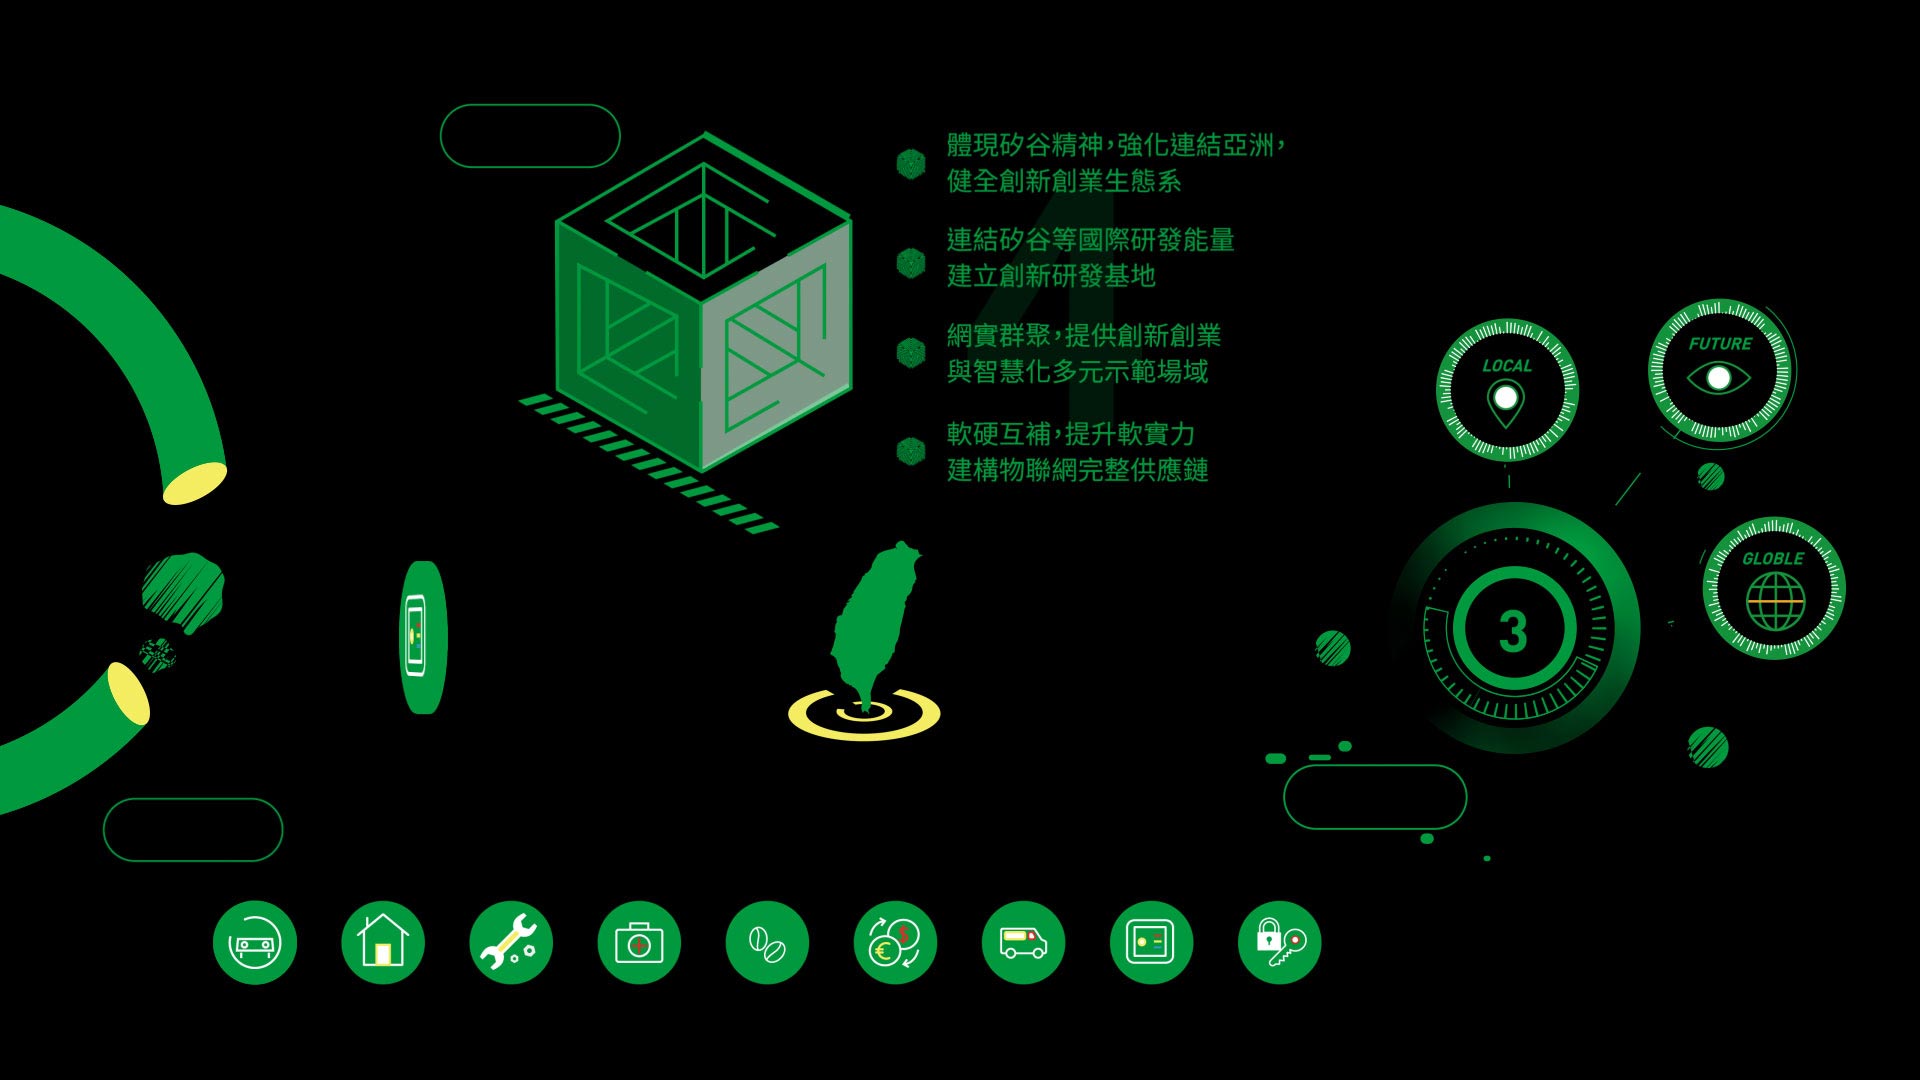 體現矽谷精神，強化連結亞洲，
健全創新創業生態系
連結矽谷等國際研發能量
建立創新研發基地
網實群聚，提供創新創業
與智慧化多元示範場域
軟硬互補，提升軟實力
建構物聯網完整供應鏈
4
LOCAL
FUTURE
GLOBLE
3